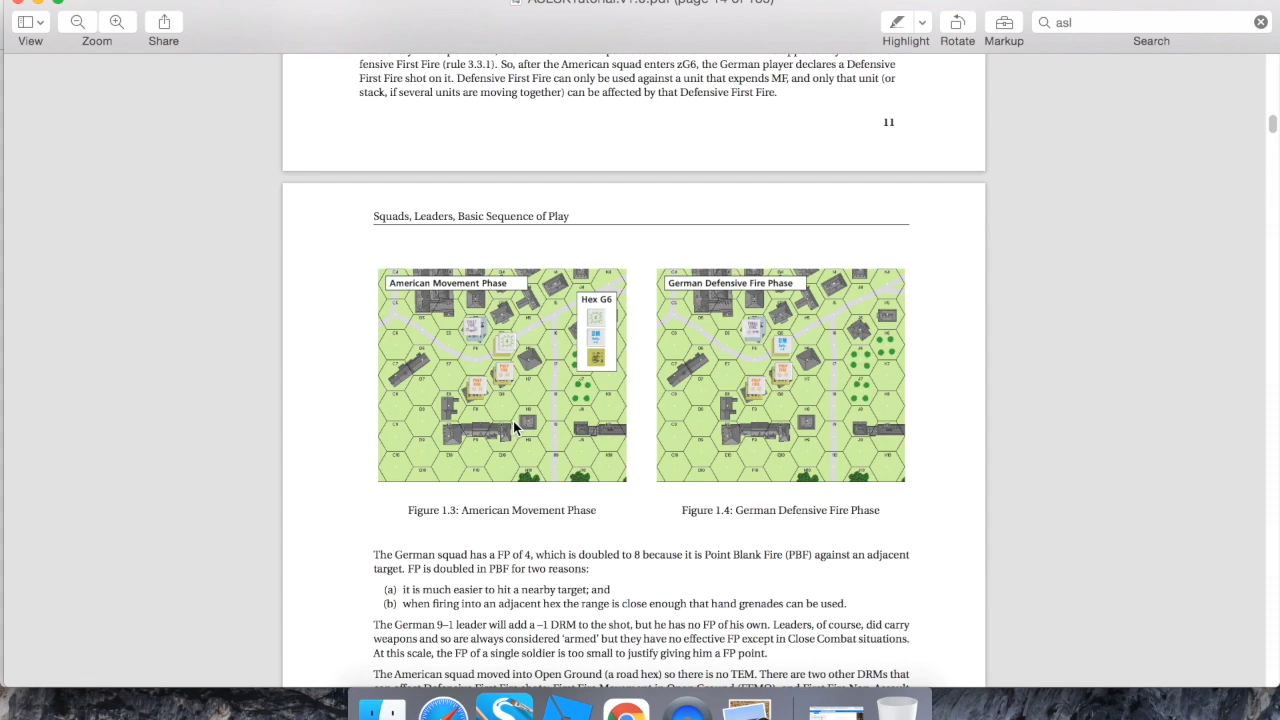 ASLSKTutorial.v1.0.pdf (page 14 of 183)
View
Zoom
Share
Highlight
Rotate
Markup
asl
Search
fensive First Fire (rule 3.3.1). So, after the American squad enters zG6, the German player declares a Defensive
First Fire shot on it. Defensive First Fire can only be used against a unit that expends MF, and only that unit (or
stack, if several units are moving together) can be affected by that Defensive First Fire.
11
Squads, Leaders, Basic Sequence of Play
American Movement Phase
Hex G6
German Defensive Fire Phase
Figure 1.3: American Movement Phase
Figure 1.4: German Defensive Fire Phase
The German squad has a FP of 4, which is doubled to 8 because it is Point Blank Fire (PBF) against an adjacent
target. FP is doubled in PBF for two reasons:
(a) it is much easier to hit a nearby target; and
(b) when firing into an adjacent hex the range is close enough that hand grenades can be used.
The German 9–1 leader will add a –1 DRM to the shot, but he has no FP of his own. Leaders, of course, did carry
weapons and so are always considered ‘armed’ but they have no effective FP except in Close Combat situations.
At this scale, the FP of a single soldier is too small to justify giving him a FP point.
The American squad moved into Open Ground (a road hex) so there is no TEM. There are two other DRMs that